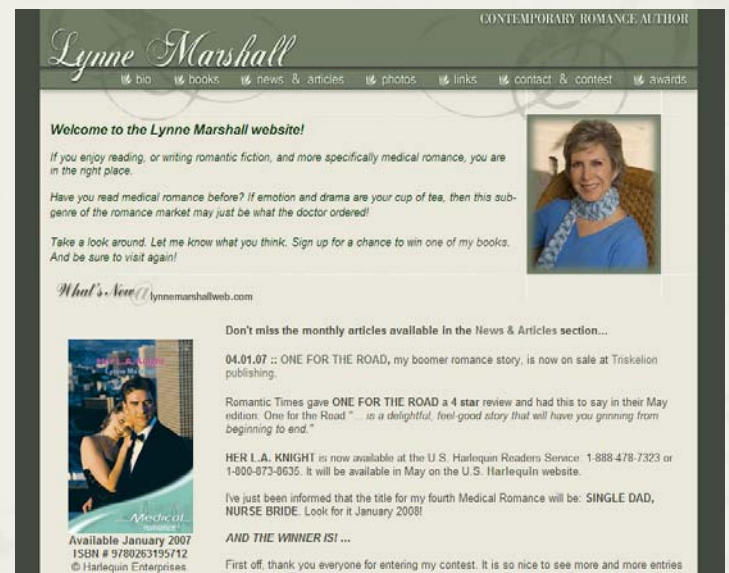 CONTEMPORARY ROMANCE AUTHOR
Lynne Marshall
bio books news & articles photos links contact & contest awards
Welcome to the Lynne Marshall website!
If you enjoy reading, or writing romantic fiction, and more specifically medical romance, you are
in the right place.
Have you read medical romance before? If emotion and drama are your cup of tea, then this sub-
genre of the romance market may just be what the doctor ordered!
Take a look around. Let me know what you think. Sign up for a chance to win one of my books.
And be sure to visit again!
What's New @ lynnemarshallweb.com
Don't miss the monthly articles available in the News & Articles section...
04.01.07 :: ONE FOR THE ROAD, my boomer romance story, is now on sale at Triskelion
publishing.
Romantic Times gave ONE FOR THE ROAD a 4 star review and had this to say in their May
edition: One for the Road "... is a delightful, feel-good story that will have you grinning from
beginning to end."
HER L.A. KNIGHT is now available at the U.S. Harlequin Readers Service: 1-888-478-7323 or
1-800-873-8635. It will be available in May on the U.S. Harlequin website.
I've just been informed that the title for my fourth Medical Romance will be: SINGLE DAD,
NURSE BRIDE. Look for it January 2008!
AND THE WINNER IS! ...
First off, thank you everyone for entering my contest. It is so nice to see more and more entries
Her L.A. Knight
Lynne Marshall
Medical
romance
Available January 2007
ISBN # 9780263195712
© Harlequin Enterprises